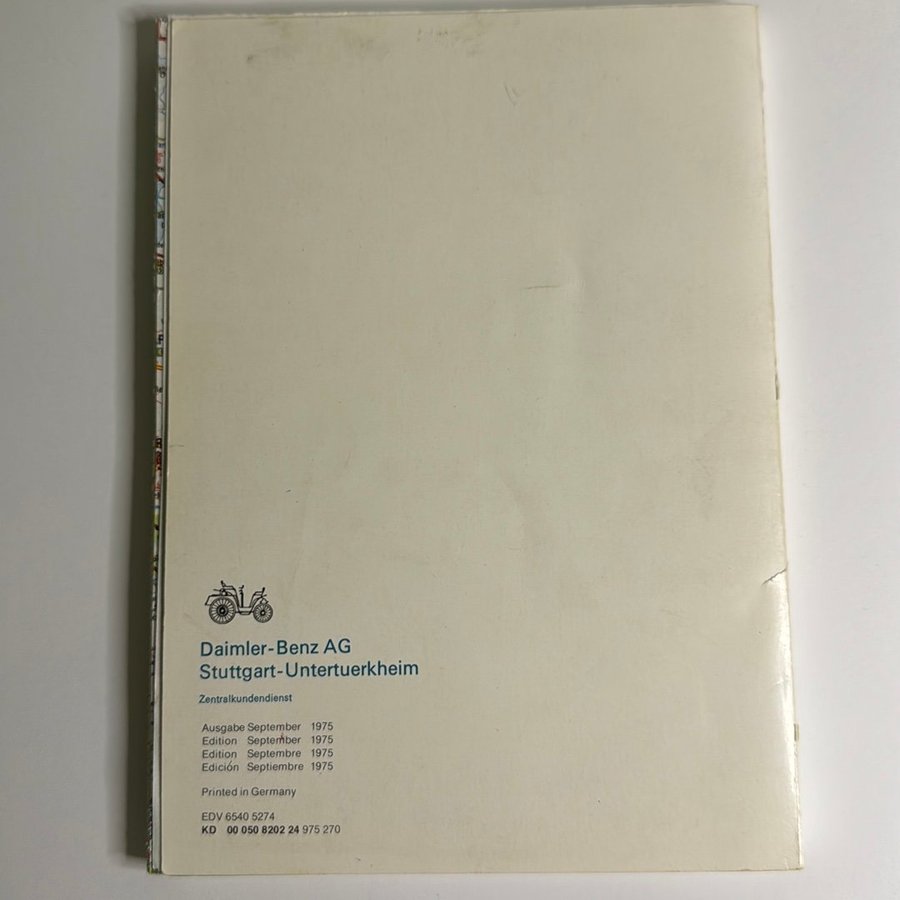 Daimler-Benz AG
Stuttgart-Untertuerkheim
Zentralkundendienst
Ausgabe September 1975
Edition September 1975
Edition Septembre 1975
Edición Septiembre 1975
Printed in Germany
EDV 6540 5274
KD 00 050 8202 24 975 270